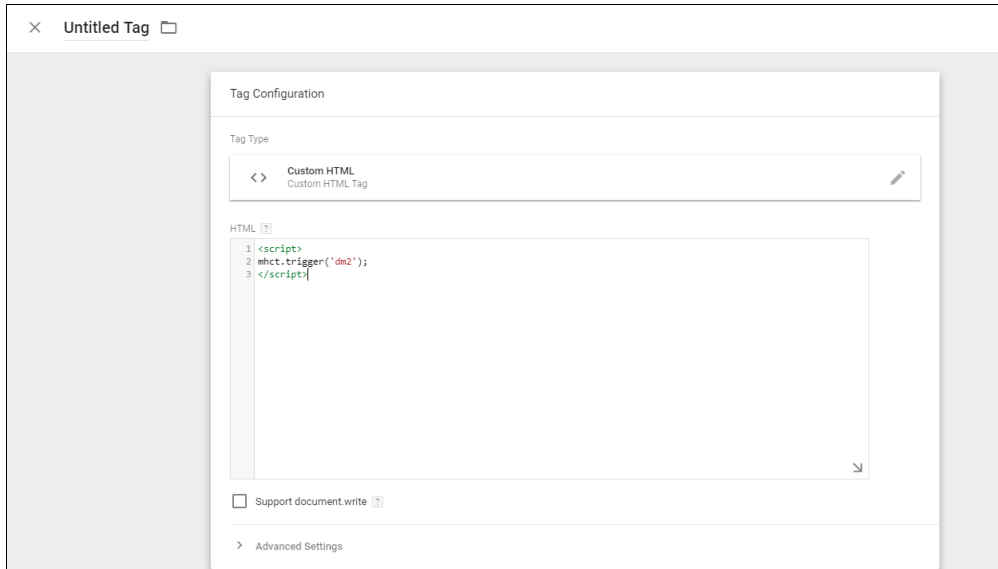 Untitled Tag
Tag Configuration
Tag Type
Custom HTML
Custom HTML Tag
HTML ?
1 <script>
2 mhct.trigger('dm2');
3 </script>
Support document.write ?
Advanced Settings